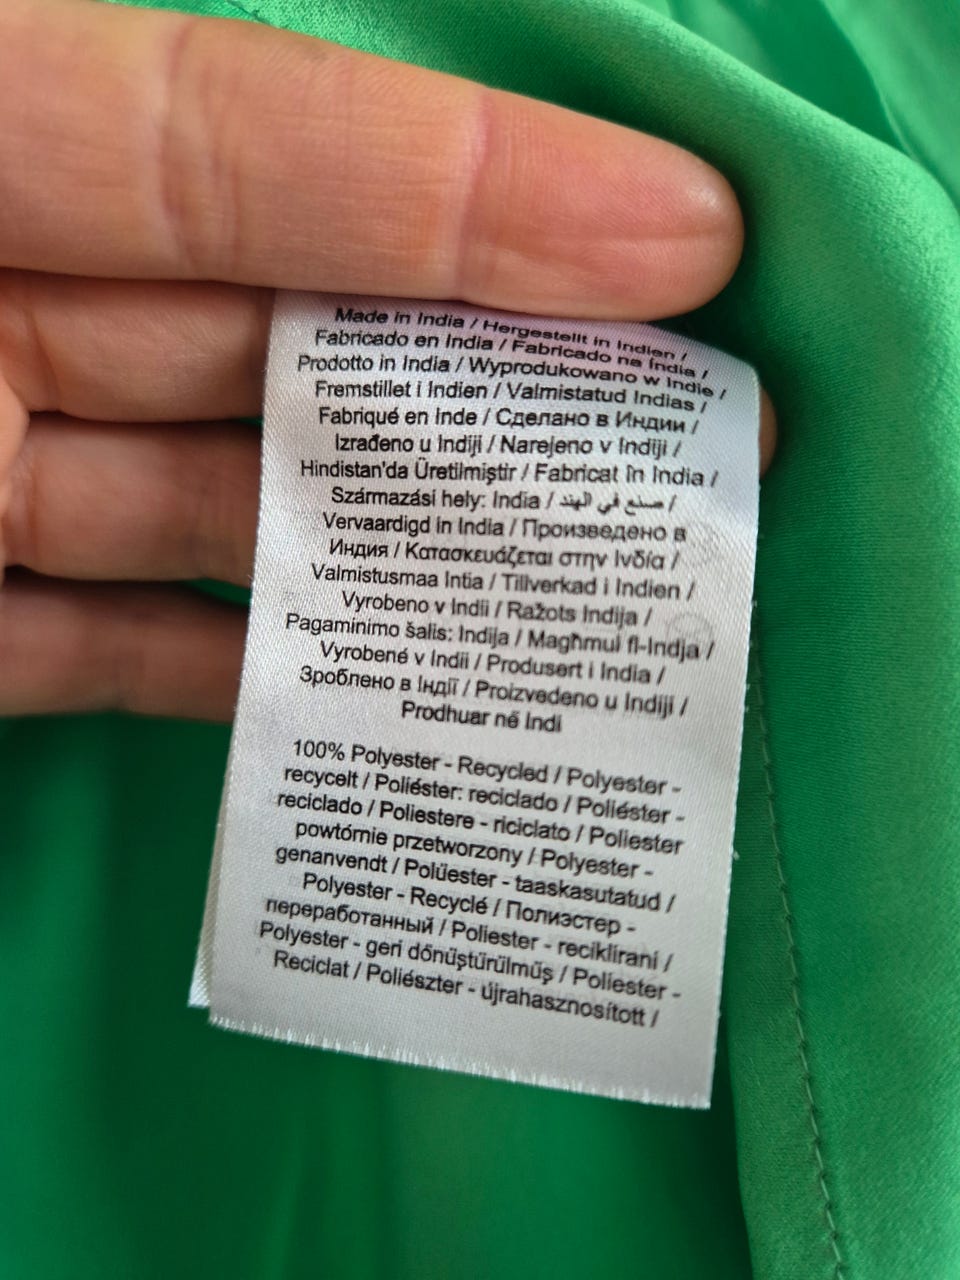 Made in India / Hergestellt in Indien /
Fabricado en India / Fabricado na Índia /
Prodotto in India / Wyprodukowano w Indie /
Fremstillet i Indien / Valmistatud Indias /
Fabriqué en Inde / Сделано в Индии /
Izrađeno u Indiji / Narejeno v Indiji /
Hindistan'da Üretilmiştir / Fabricat în India /
Származási hely: India / صنع في الهند /
Vervaardigd in India / Произведено в
Индия / Κατασκευάζεται στην Ινδία /
Valmistusmaa Intia / Tillverkad i Indien /
Vyrobeno v Indii / Ražots Indija /
Pagaminimo šalis: Indija / Magħmul fl-Indja /
Vyrobené v Indii / Produsert i India /
Зроблено в Індії / Proizvedeno u Indiji /
Prodhuar në Indi
100% Polyester - Recycled / Polyester -
recycelt / Poliéster: reciclado / Poliéster -
reciclado / Poliestere - riciclato / Poliester
powtórnie przetworzony / Polyester -
genanvendt / Polüester - taaskasutatud /
Polyester - Recyclé / Полиэстер -
переработанный / Poliester - reciklirani /
Polyester - geri dönüştürülmüş / Poliester -
Reciclat / Poliészter - újrahasznosított /